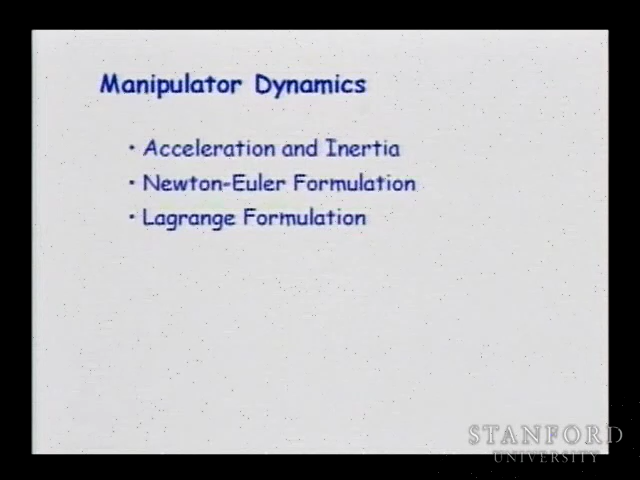 Manipulator Dynamics
· Acceleration and Inertia
· Newton-Euler Formulation
· Lagrange Formulation
STANFORD
UNIVERSITY